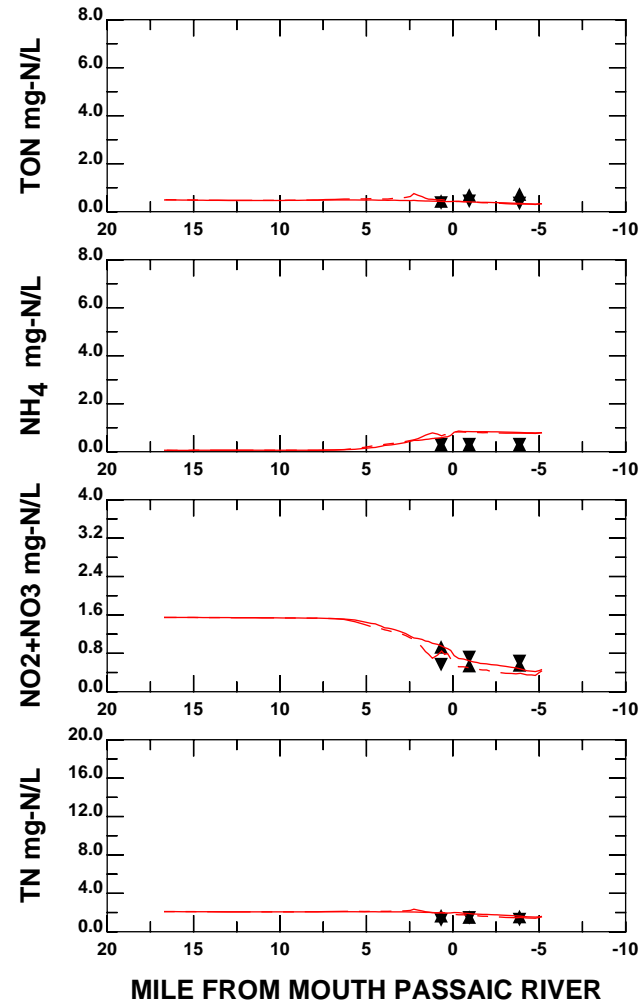 TON mg-N/L
8.0
6.0
4.0
2.0
0.0
20 15 10 5 0 -5 -10
NH4 mg-N/L
8.0
6.0
4.0
2.0
0.0
20 15 10 5 0 -5 -10
NO2+NO3 mg-N/L
4.0
3.2
2.4
1.6
0.8
0.0
20 15 10 5 0 -5 -10
TN mg-N/L
20.0
16.0
12.0
8.0
4.0
0.0
20 15 10 5 0 -5 -10
MILE FROM MOUTH PASSAIC RIVER